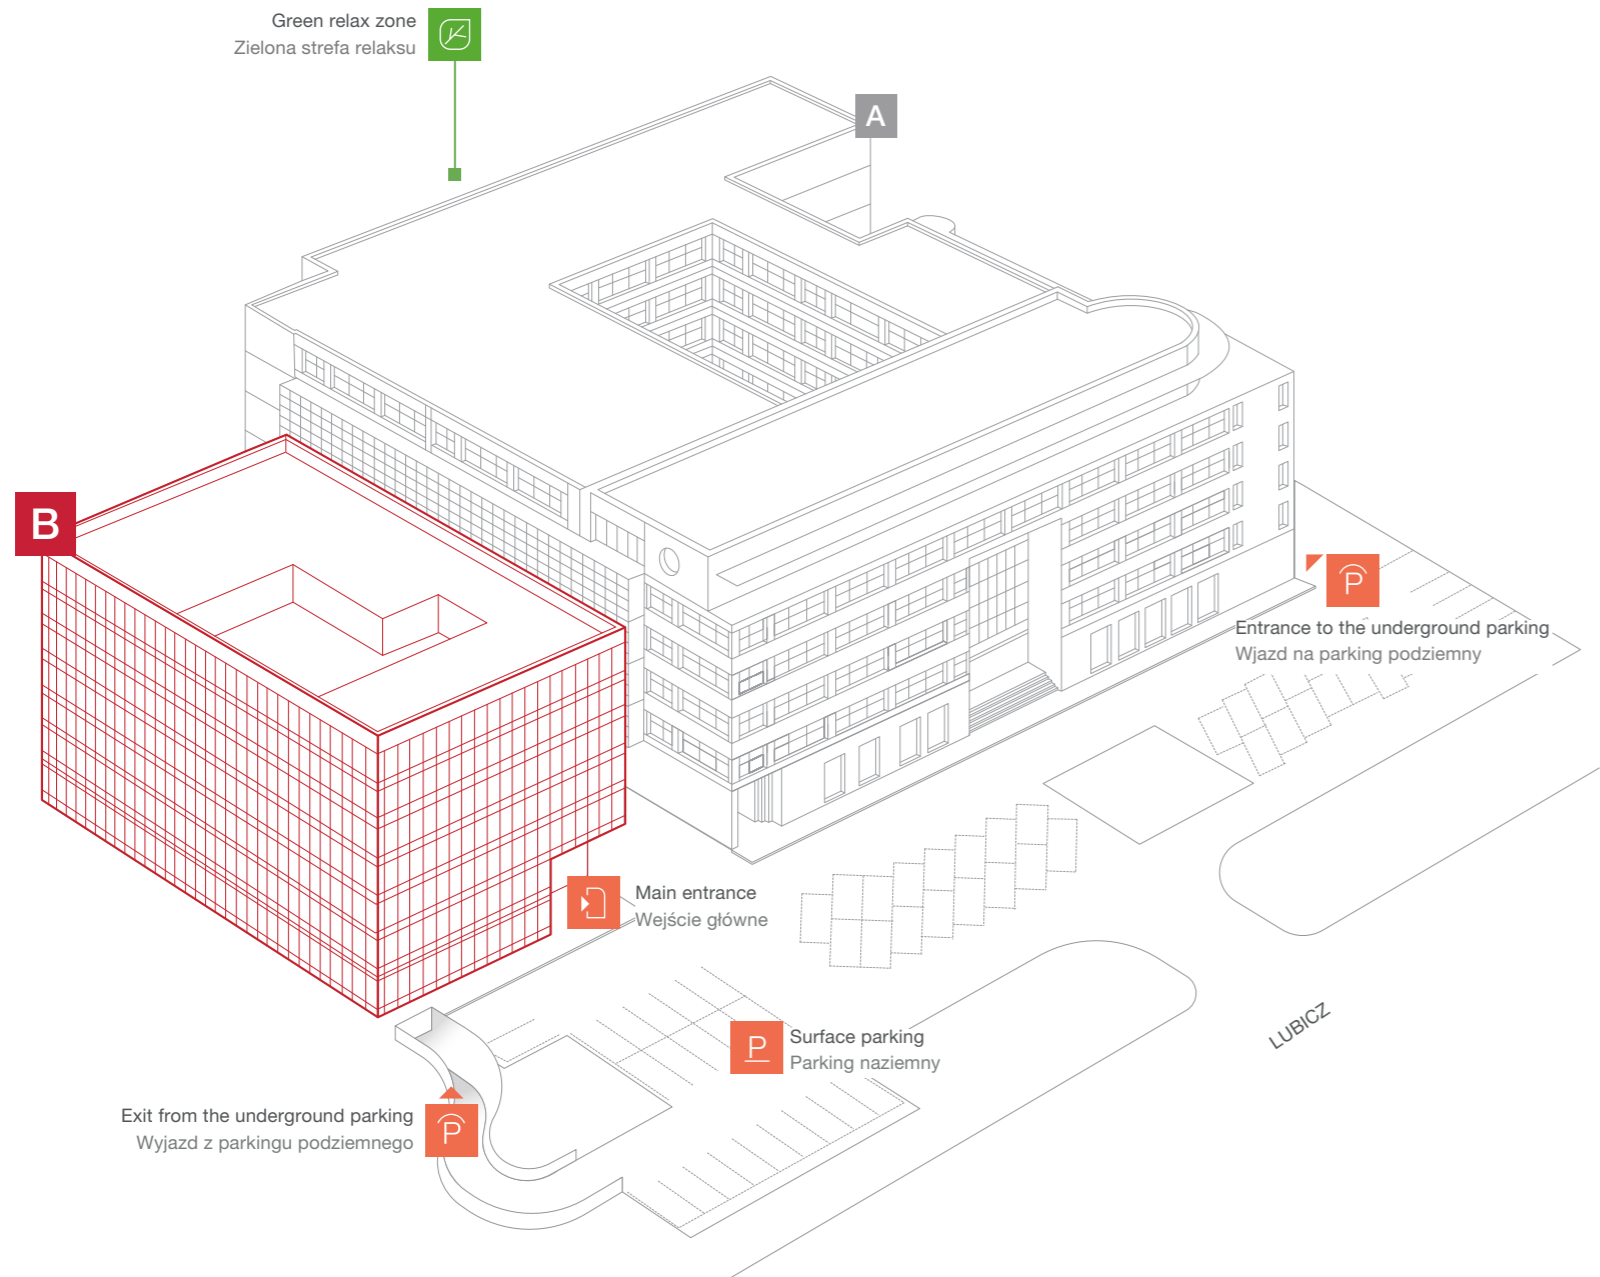 Green relax zone
Zielona strefa relaksu
A
B
P
Entrance to the underground parking
Wjazd na parking podziemny
Main entrance
Wejście główne
LUBICZ
P
Surface parking
Parking naziemny
Exit from the underground parking
Wyjazd z parkingu podziemnego
P